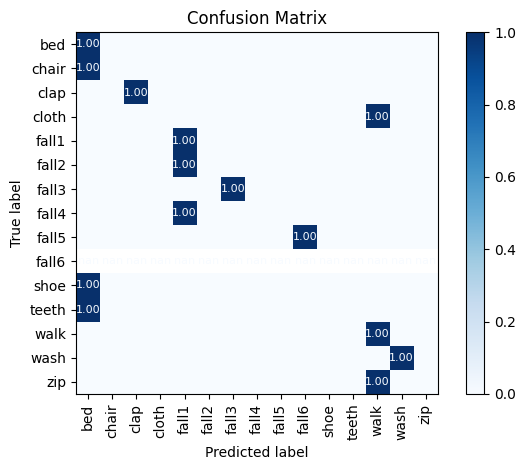 Confusion Matrix
bed 1.00
chair 1.00
clap 1.00
cloth 1.00
fall1 1.00
fall2 1.00
fall3 1.00
fall4 1.00
fall5 1.00
fall6
shoe 1.00
teeth 1.00
walk 1.00
wash 1.00
zip 1.00
True label
bed chair clap cloth fall1 fall2 fall3 fall4 fall5 fall6 shoe teeth walk wash zip
Predicted label
1.0
0.8
0.6
0.4
0.2
0.0